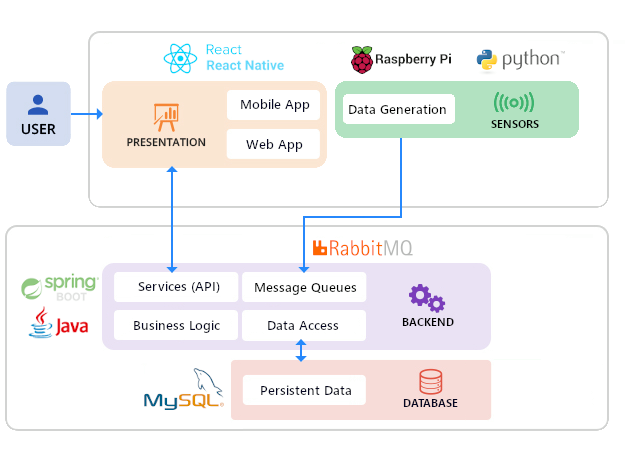 React
React Native
Raspberry Pi
python™
USER
PRESENTATION
Mobile App
Web App
Data Generation
SENSORS
RabbitMQ
spring
BOOT
Java
Services (API)
Message Queues
Business Logic
Data Access
BACKEND
MySQL®
Persistent Data
DATABASE